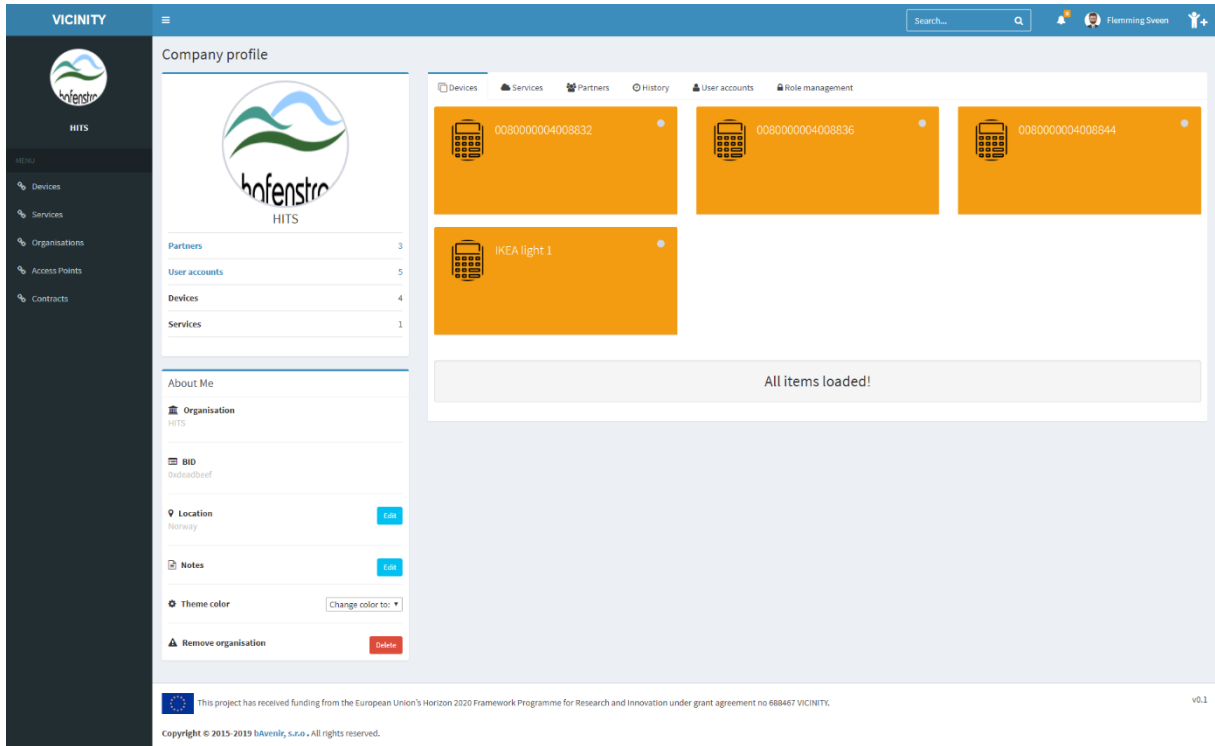 VICINITY
Search...
Flemming Sveen
hofenstro
HITS
MENU
Devices
Services
Organisations
Access Points
Contracts
Company profile
hofenstro
HITS
Partners 3
User accounts 5
Devices 4
Services 1
About Me
Organisation
HITS
BID
0xdeadbeef
Location
Norway
Edit
Notes
Edit
Theme color
Change color to:
Remove organisation
Delete
Devices Services Partners History User accounts Role management
0080000004008832
0080000004008836
0080000004008844
IKEA light 1
All items loaded!
This project has received funding from the European Union's Horizon 2020 Framework Programme for Research and Innovation under grant agreement no 688467 VICINITY.
v0.1
Copyright © 2015-2019 bAvenir, s.r.o. All rights reserved.